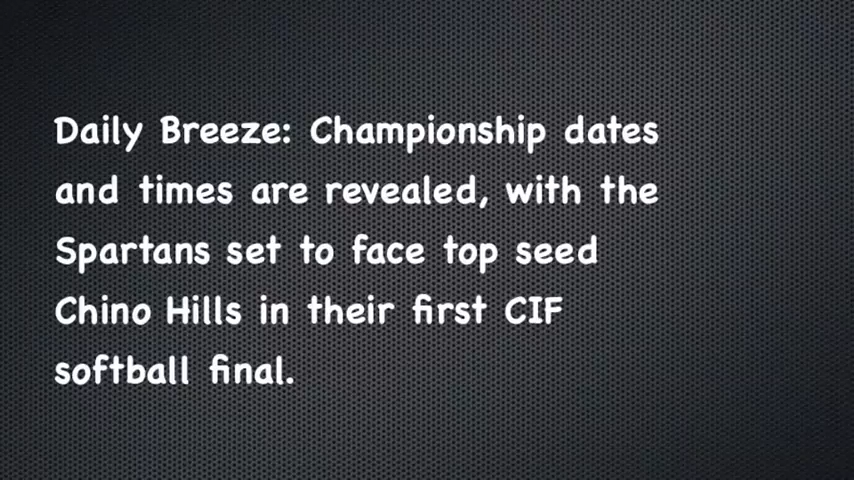 Daily Breeze: Championship dates
and times are revealed, with the
Spartans set to face top seed
Chino Hills in their first CIF
softball final.